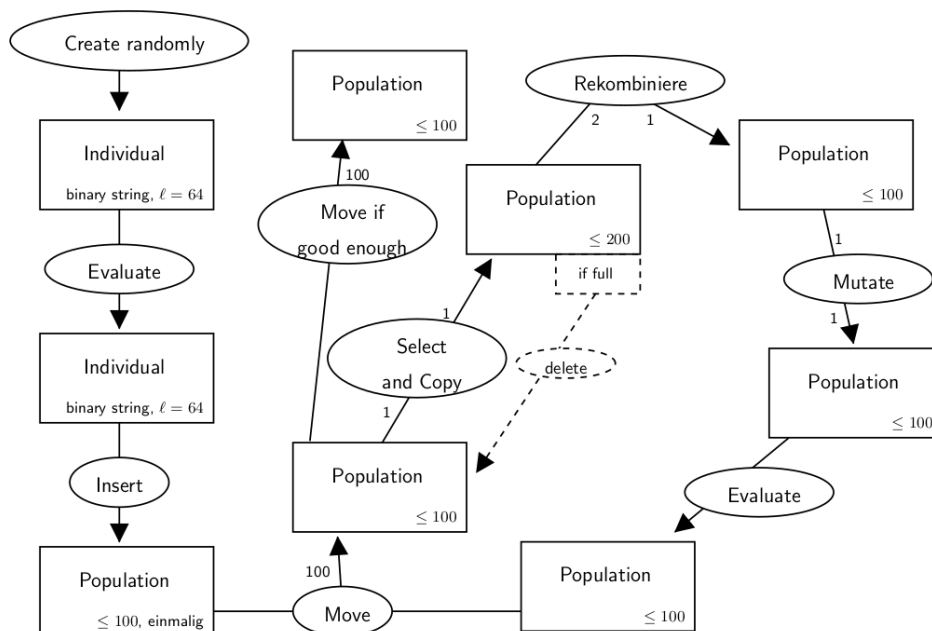 Create randomly
Individual
binary string, ℓ = 64
Evaluate
Individual
binary string, ℓ = 64
Insert
Population
≤ 100, einmalig
Move
100
Population
≤ 100
Move if
good enough
100
Population
≤ 100
1
Select
and Copy
1
Population
≤ 200
if full
delete
Rekombiniere
2
1
Population
≤ 100
1
Mutate
1
Population
≤ 100
Evaluate
Population
≤ 100